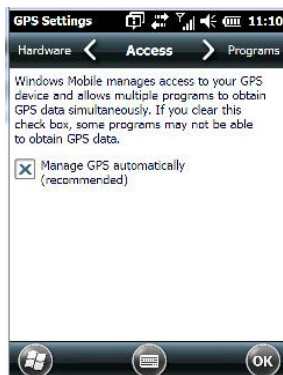 GPS Settings 11:10
Hardware Access Programs
Windows Mobile manages access to your GPS
device and allows multiple programs to obtain
GPS data simultaneously. If you clear this
check box, some programs may not be able
to obtain GPS data.
Manage GPS automatically
(recommended)
OK